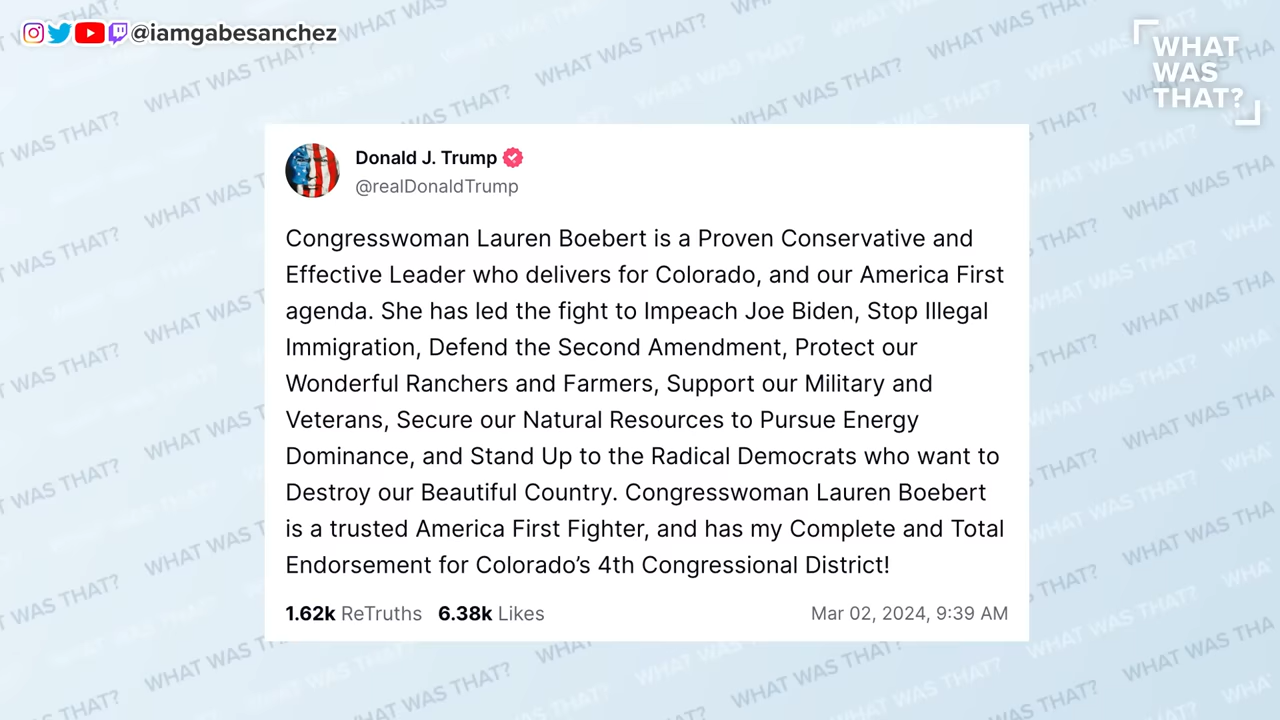 @iamgabesanchez
WHAT
WAS
THAT?
Donald J. Trump
@realDonaldTrump
Congresswoman Lauren Boebert is a Proven Conservative and
Effective Leader who delivers for Colorado, and our America First
agenda. She has led the fight to Impeach Joe Biden, Stop Illegal
Immigration, Defend the Second Amendment, Protect our
Wonderful Ranchers and Farmers, Support our Military and
Veterans, Secure our Natural Resources to Pursue Energy
Dominance, and Stand Up to the Radical Democrats who want to
Destroy our Beautiful Country. Congresswoman Lauren Boebert
is a trusted America First Fighter, and has my Complete and Total
Endorsement for Colorado’s 4th Congressional District!
1.62k ReTruths 6.38k Likes Mar 02, 2024, 9:39 AM